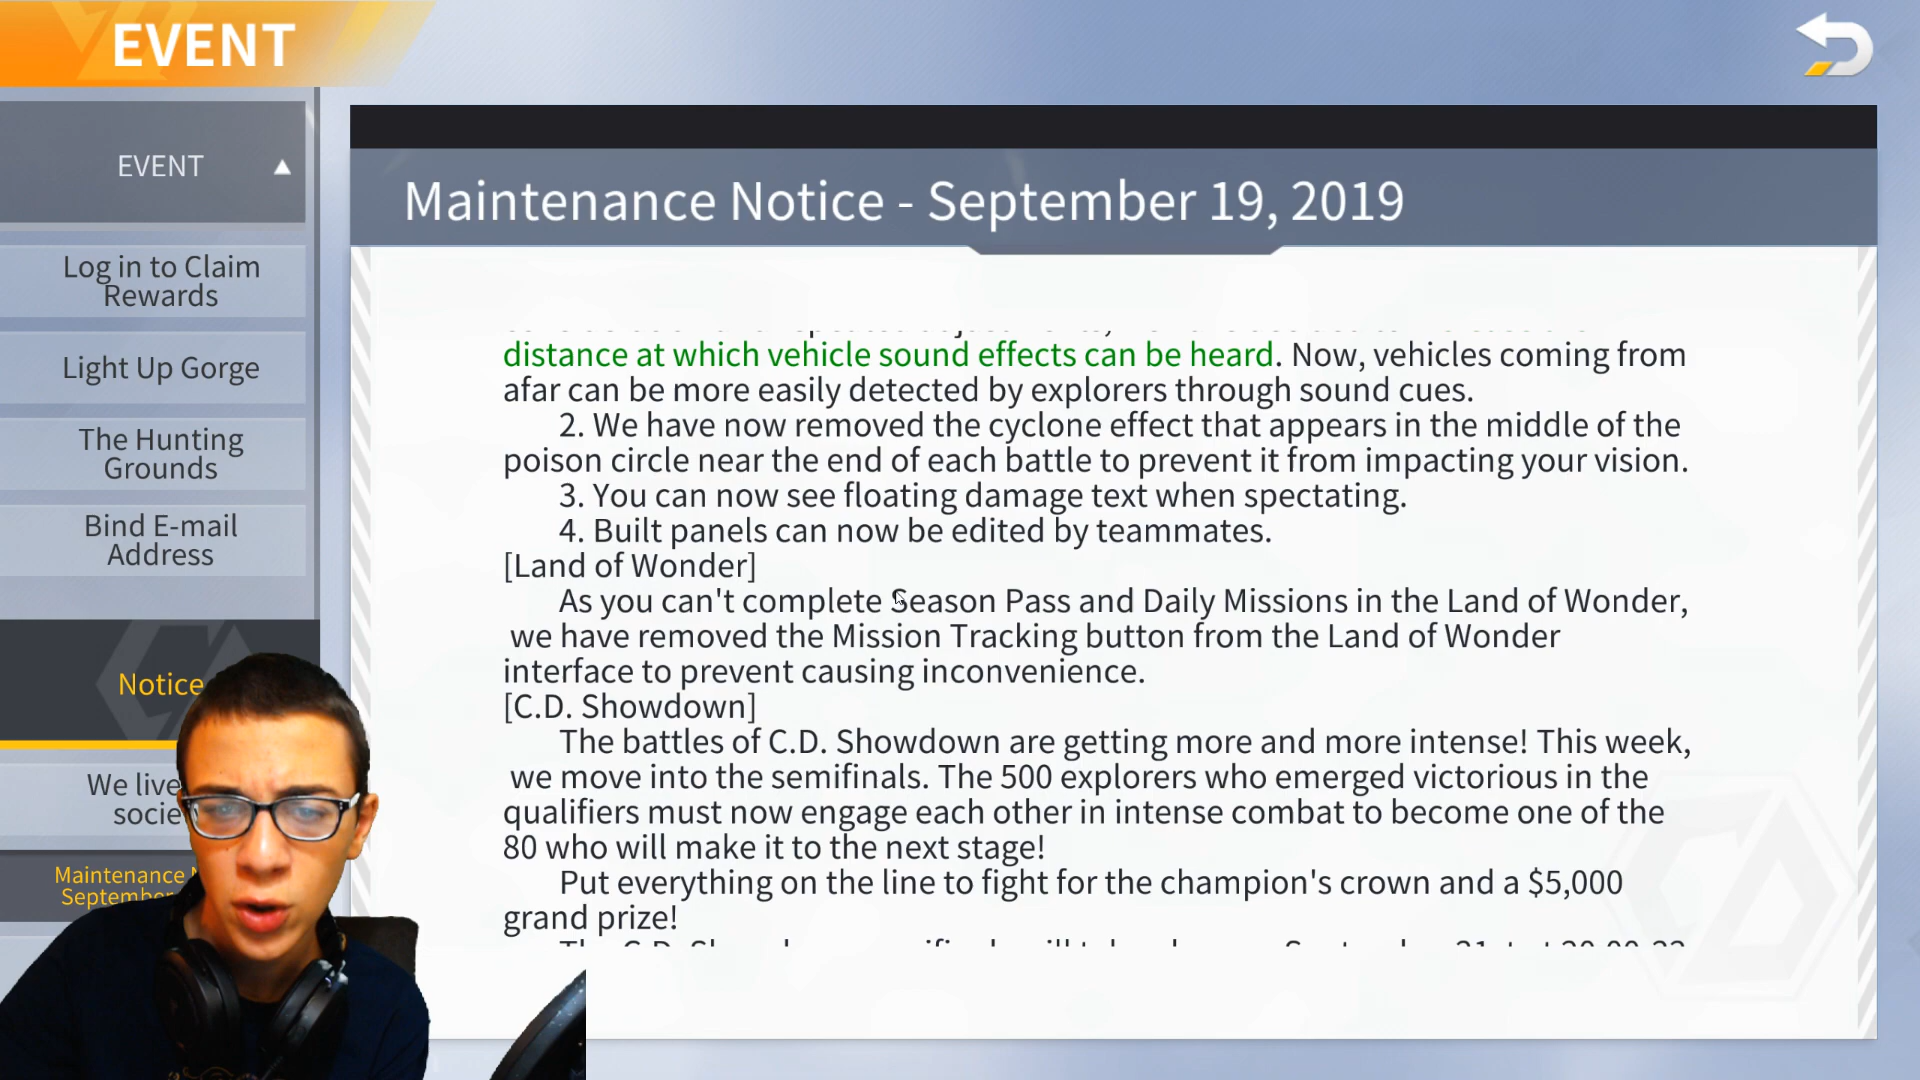 EVENT
EVENT
Log in to Claim
Rewards
Light Up Gorge
The Hunting
Grounds
Bind E-mail
Address
Notice
We live
socie
Maintenance
September
Maintenance Notice - September 19, 2019
distance at which vehicle sound effects can be heard. Now, vehicles coming from
afar can be more easily detected by explorers through sound cues.
2. We have now removed the cyclone effect that appears in the middle of the
poison circle near the end of each battle to prevent it from impacting your vision.
3. You can now see floating damage text when spectating.
4. Built panels can now be edited by teammates.
[Land of Wonder]
As you can't complete Season Pass and Daily Missions in the Land of Wonder,
we have removed the Mission Tracking button from the Land of Wonder
interface to prevent causing inconvenience.
[C.D. Showdown]
The battles of C.D. Showdown are getting more and more intense! This week,
we move into the semifinals. The 500 explorers who emerged victorious in the
qualifiers must now engage each other in intense combat to become one of the
80 who will make it to the next stage!
Put everything on the line to fight for the champion's crown and a $5,000
grand prize!